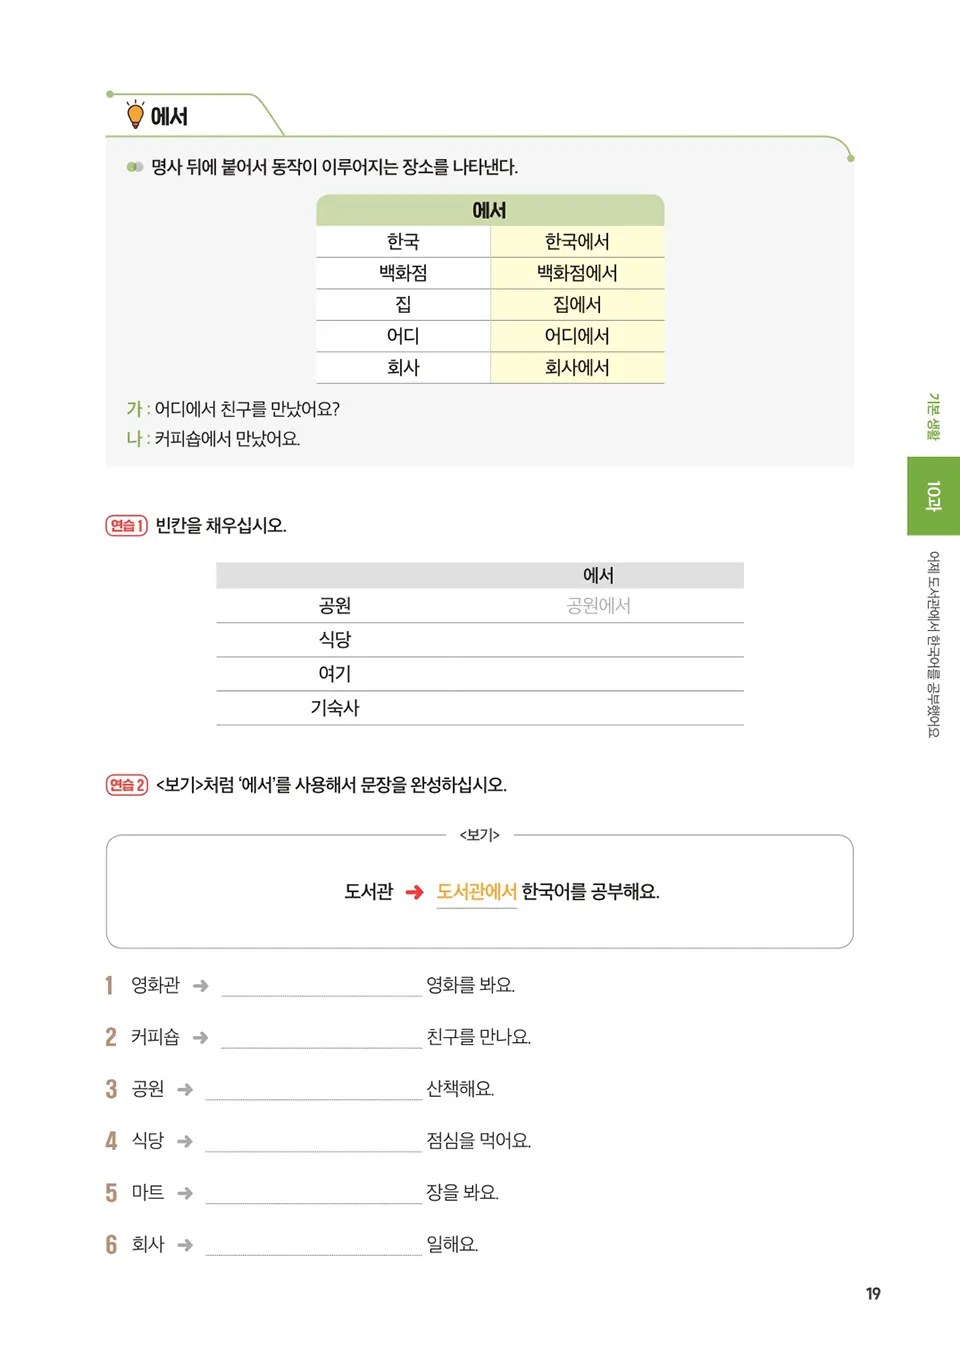 에서
명사 뒤에 붙어서 동작이 이루어지는 장소를 나타낸다.
에서
한국 한국에서
백화점 백화점에서
집 집에서
어디 어디에서
회사 회사에서
가 : 어디에서 친구를 만났어요?
나 : 커피숍에서 만났어요.
연습 1 빈칸을 채우십시오.
에서
공원 공원에서
식당
여기
기숙사
연습 2 <보기>처럼 ‘에서’를 사용해서 문장을 완성하십시오.
<보기>
도서관 ➜ 도서관에서 한국어를 공부해요.
1 영화관 ➜ 영화를 봐요.
2 커피숍 ➜ 친구를 만나요.
3 공원 ➜ 산책해요.
4 식당 ➜ 점심을 먹어요.
5 마트 ➜ 장을 봐요.
6 회사 ➜ 일해요.
기본 생활
10과
어제 도서관에서 한국어를 공부했어요
19